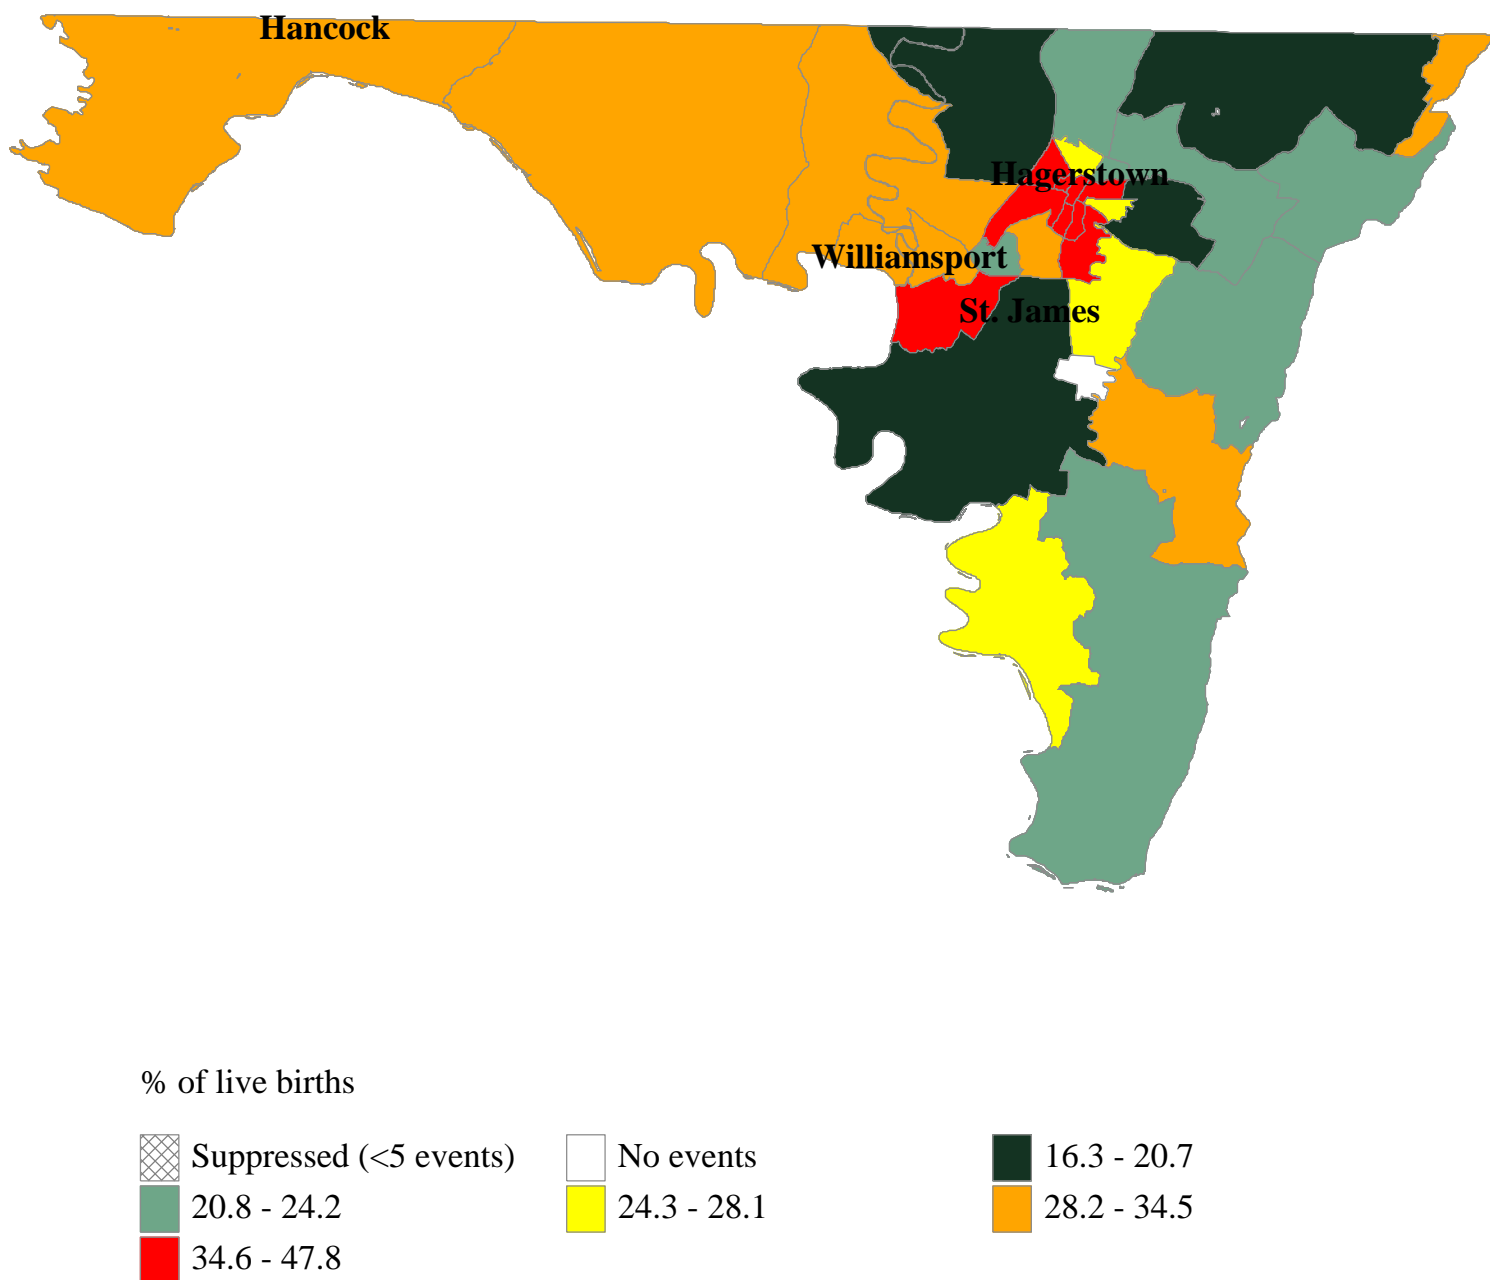 Hancock
Hagerstown
Williamsport
St. James
% of live births
Suppressed (<5 events)
No events
16.3 - 20.7
20.8 - 24.2
24.3 - 28.1
28.2 - 34.5
34.6 - 47.8